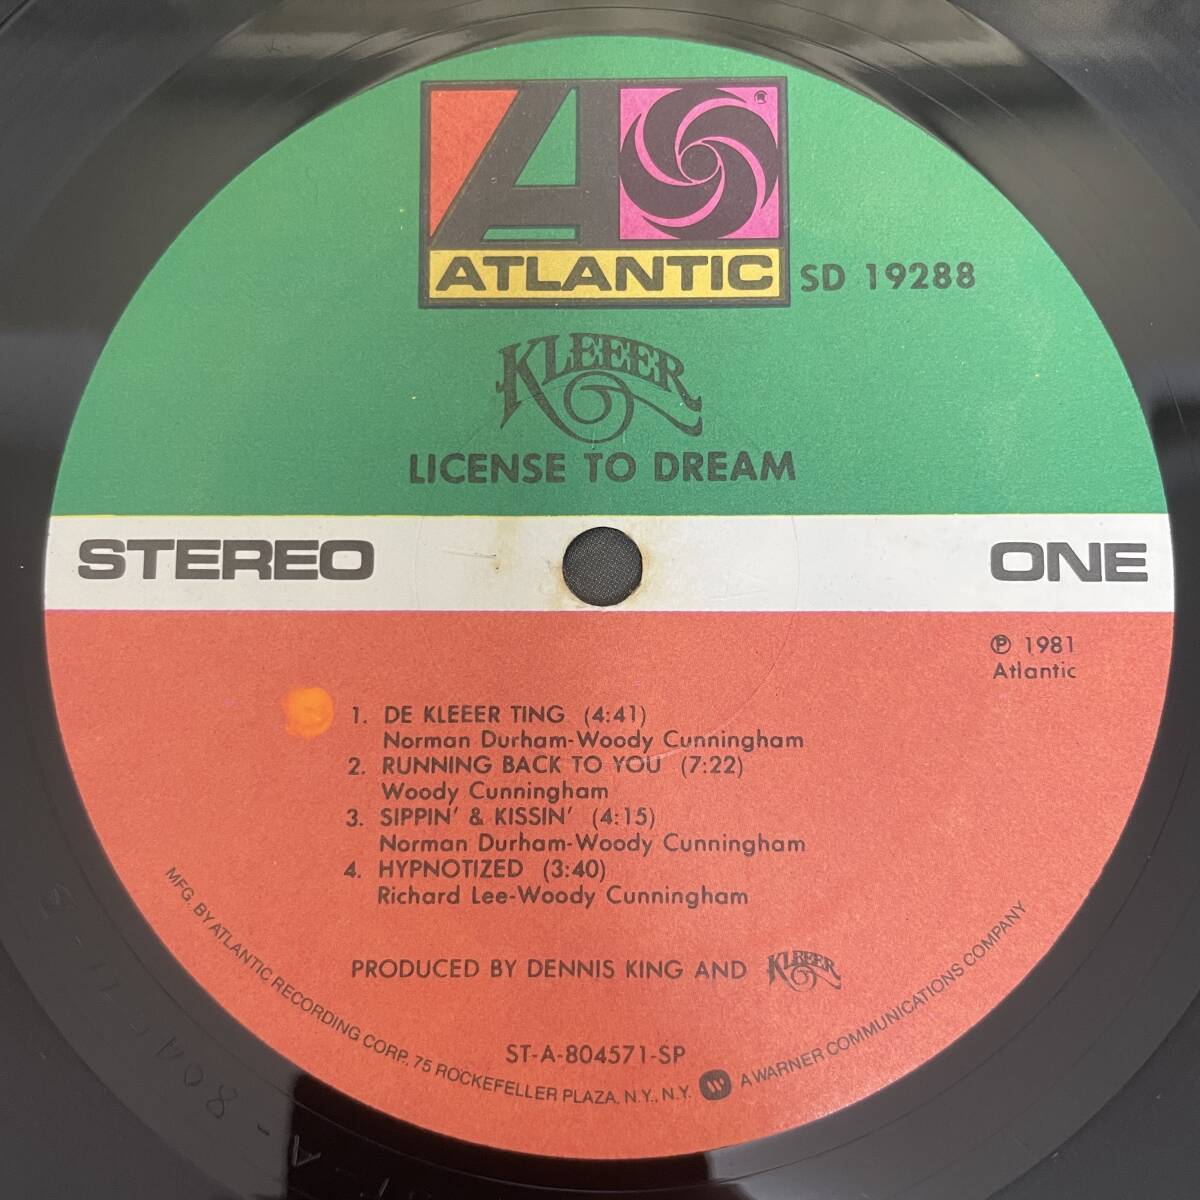 ATLANTIC ®
SD 19288
KLEEER
LICENSE TO DREAM
STEREO
ONE
℗ 1981
Atlantic
1. DE KLEEER TING (4:41)
Norman Durham-Woody Cunningham
2. RUNNING BACK TO YOU (7:22)
Woody Cunningham
3. SIPPIN' & KISSIN' (4:15)
Norman Durham-Woody Cunningham
4. HYPNOTIZED (3:40)
Richard Lee-Woody Cunningham
PRODUCED BY DENNIS KING AND KLEEER
ST-A-804571-SP
MFG. BY ATLANTIC RECORDING CORP., 75 ROCKEFELLER PLAZA, N.Y., N.Y. A WARNER COMMUNICATIONS COMPANY